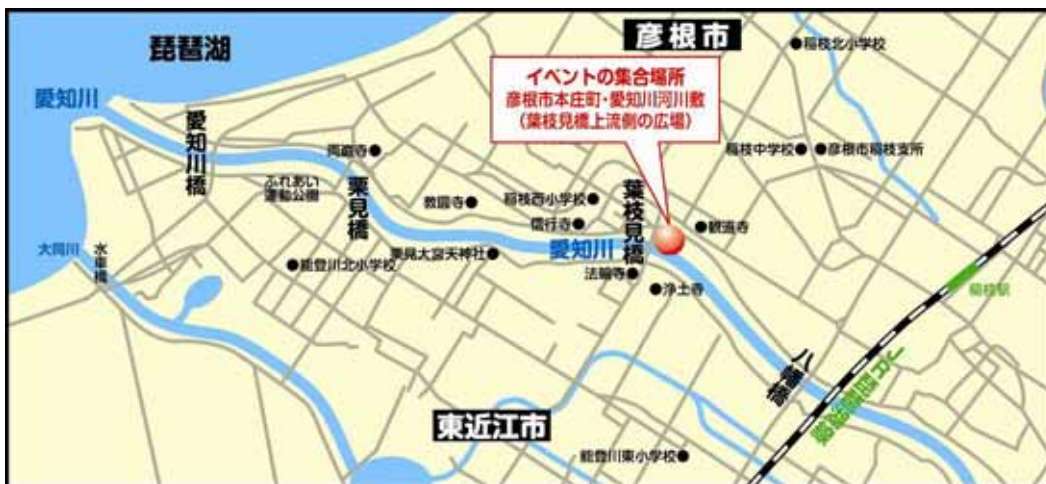 琵琶湖
彦根市
稲枝北小学校
愛知川
イベントの集合場所
彦根市本庄町・愛知川河川敷
（葉枝見橋上流側の広場）
愛知川橋
両遊寺
稲枝中学校
彦根市稲枝支所
ふれあい
運動公園
栗見橋
教圓寺
稲枝西小学校
葉枝見橋
信行寺
観道寺
大同川
水車橋
栗見大宮天神社
愛知川
能登川北小学校
法輪寺
浄土寺
稲枝駅
八幡橋
JR琵琶湖線
東近江市
能登川東小学校